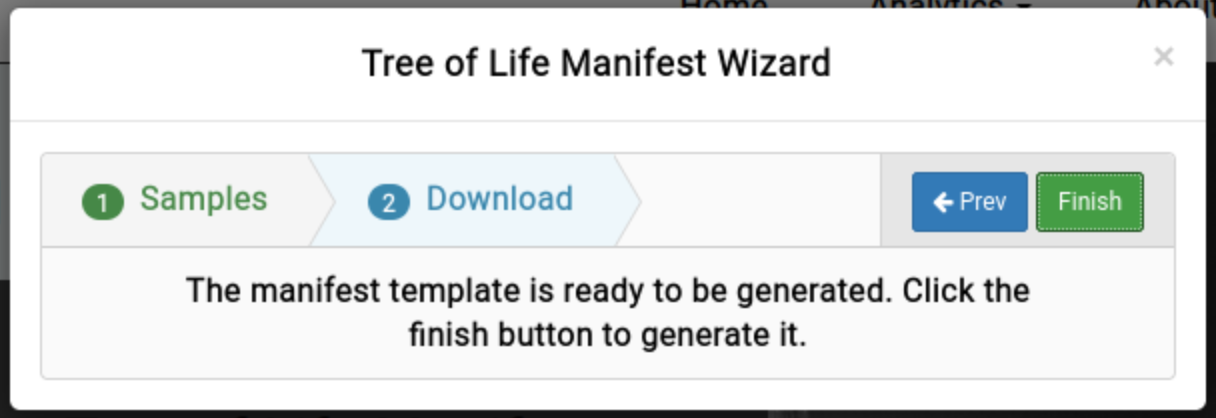 Home Analytics About
Tree of Life Manifest Wizard ×
1 Samples 2 Download Prev Finish
The manifest template is ready to be generated. Click the
finish button to generate it.